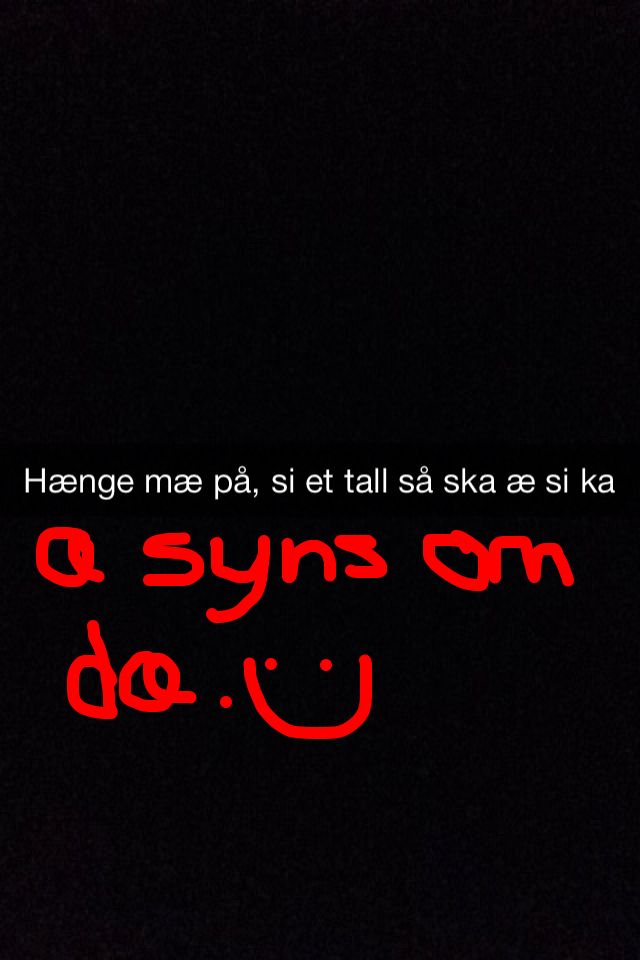 Hænge mæ på, si et tall så ska æ si ka
æ syns om
dæ. :)